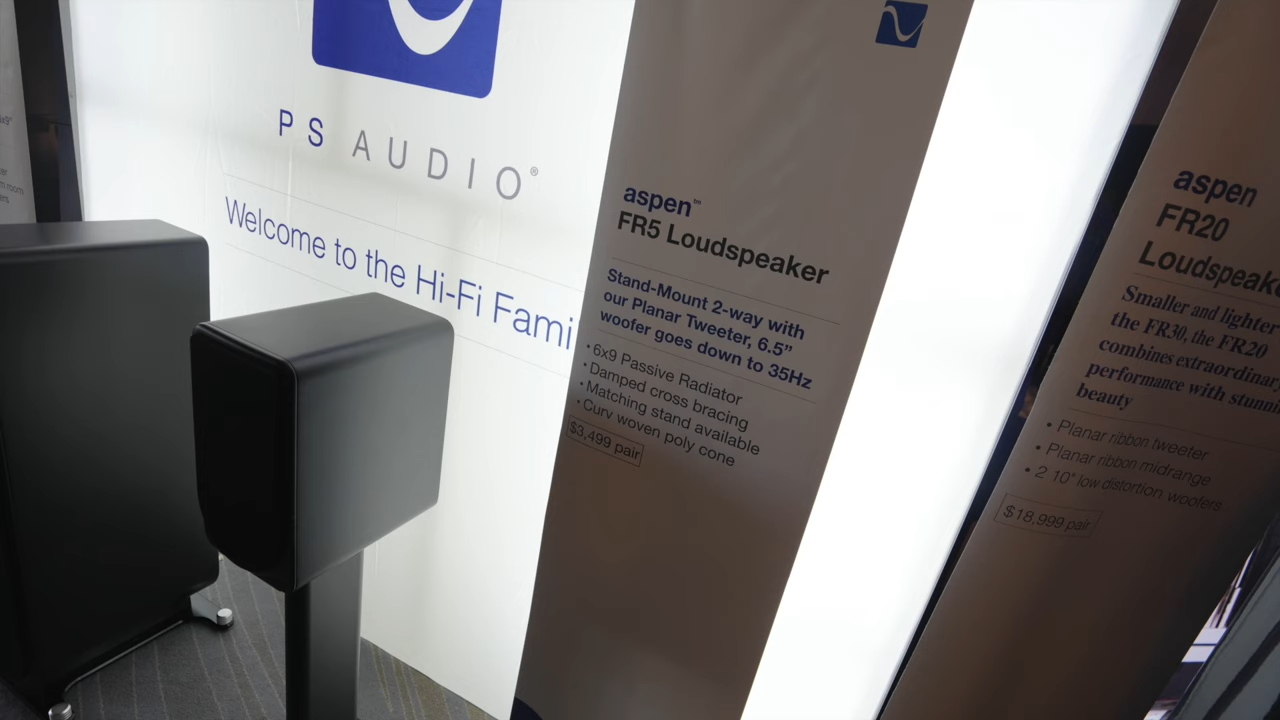 PS AUDIO®
Welcome to the Hi-Fi Fami
aspen™
FR5 Loudspeaker
Stand-Mount 2-way with
our Planar Tweeter, 6.5”
woofer goes down to 35Hz
• 6x9 Passive Radiator
• Damped cross bracing
• Matching stand available
• Curv woven poly cone
$3,499 pair
aspen
FR20
Loudspeake
Smaller and lighter
the FR30, the FR20
combines extraordinar
performance with stunni
beauty
• Planar ribbon tweeter
• Planar ribbon midrange
• 2 10" low distortion woofers
$18,999 pair